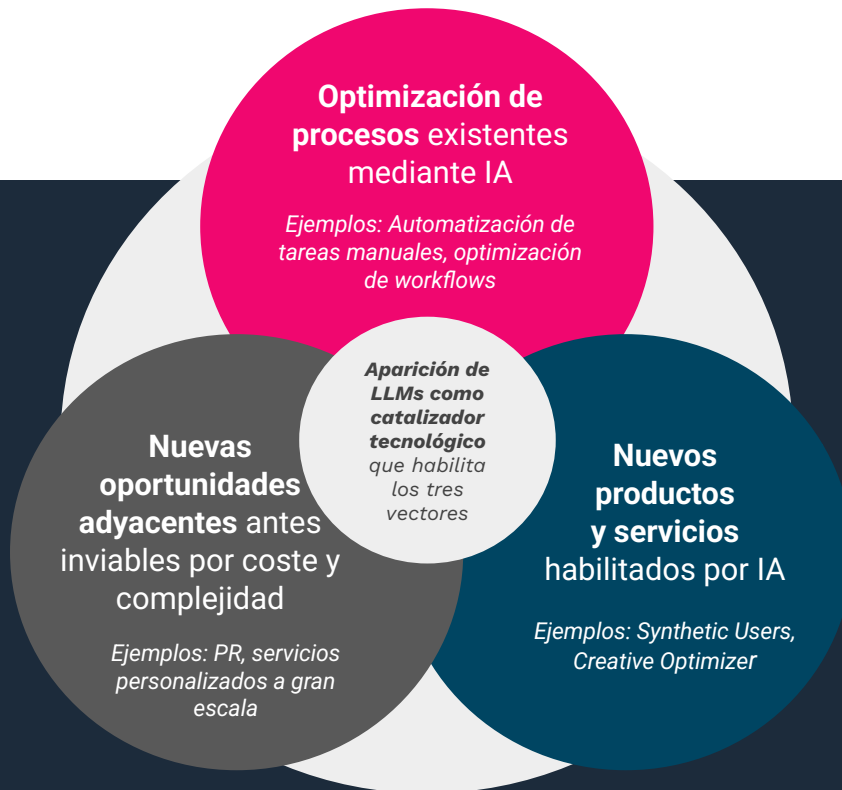 Optimización de
procesos existentes
mediante IA
Ejemplos: Automatización de
tareas manuales, optimización
de workflows
Aparición de
LLMs como
catalizador
tecnológico
que habilita
los tres
vectores
Nuevas
oportunidades
adyacentes antes
inviables por coste y
complejidad
Ejemplos: PR, servicios
personalizados a gran
escala
Nuevos
productos
y servicios
habilitados por IA
Ejemplos: Synthetic Users,
Creative Optimizer